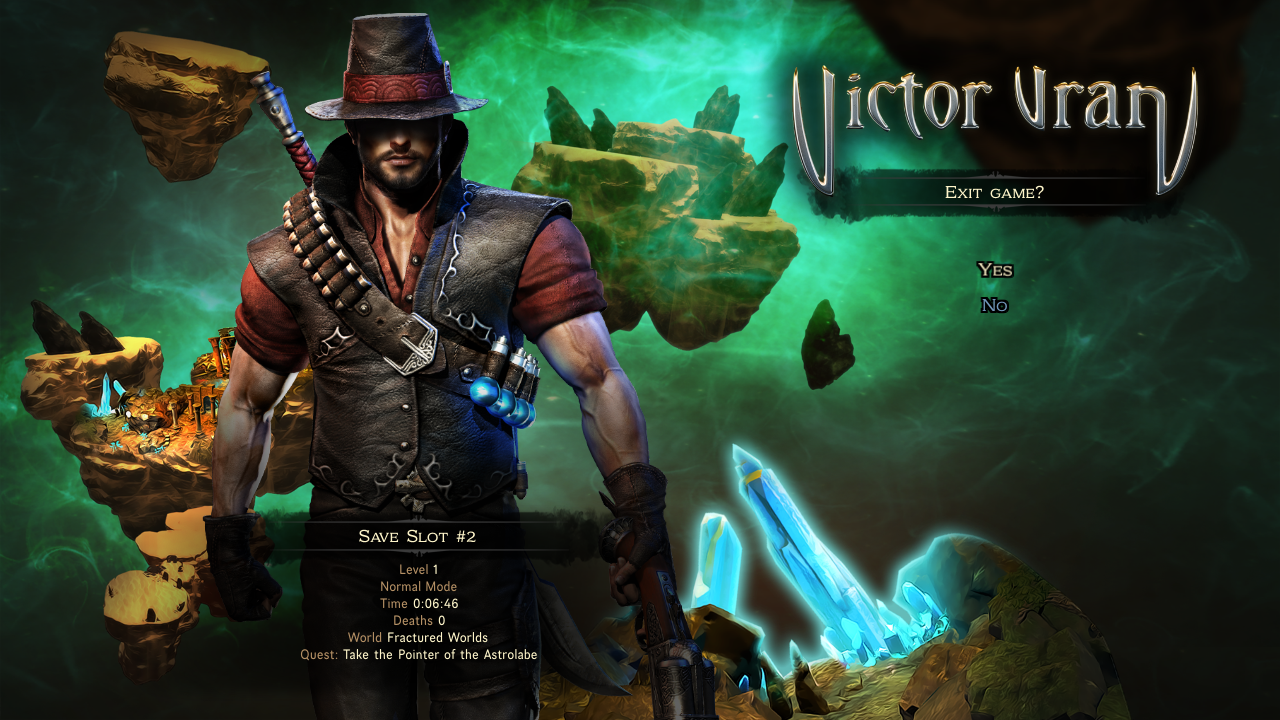 Victor Vran
Exit game?
Yes
No
Save Slot #2
Level 1
Normal Mode
Time 0:06:46
Deaths 0
World Fractured Worlds
Quest: Take the Pointer of the Astrolabe